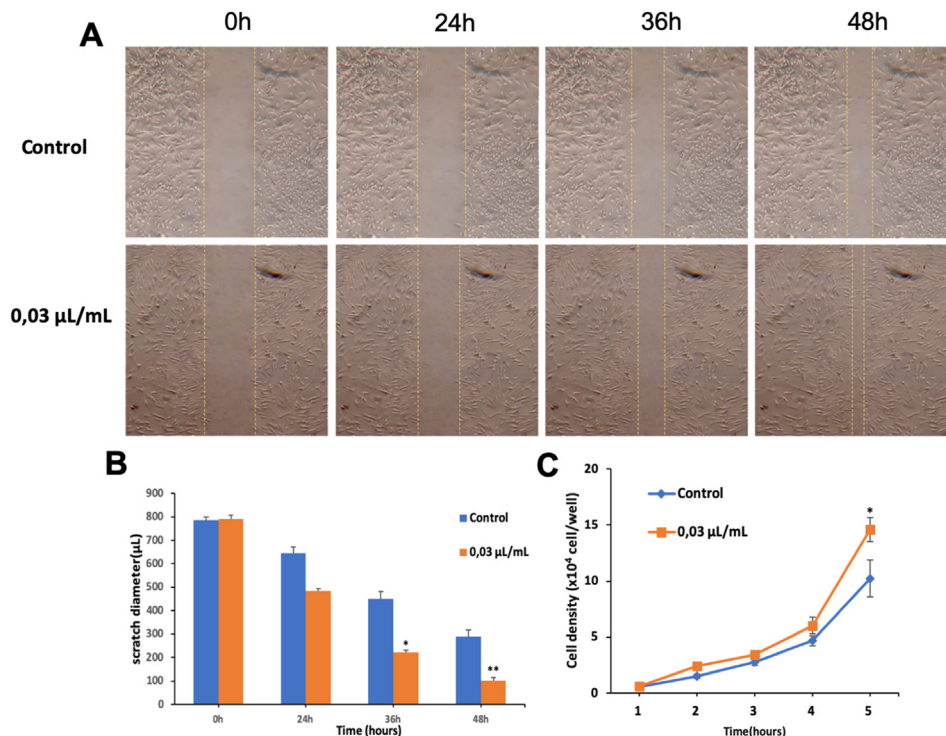 A
0h 24h 36h 48h
Control
0,03 µL/mL
B
900
800
700
600
500
400
300
200
100
0
scratch diameter(µL)
Control
0,03 µL/mL
*
**
0h 24h 36h 48h
Time (hours)
C
20
15
10
5
0
Cell density (x10⁴ cell/well)
Control
0,03 µL/mL
*
1 2 3 4 5
Time(hours)